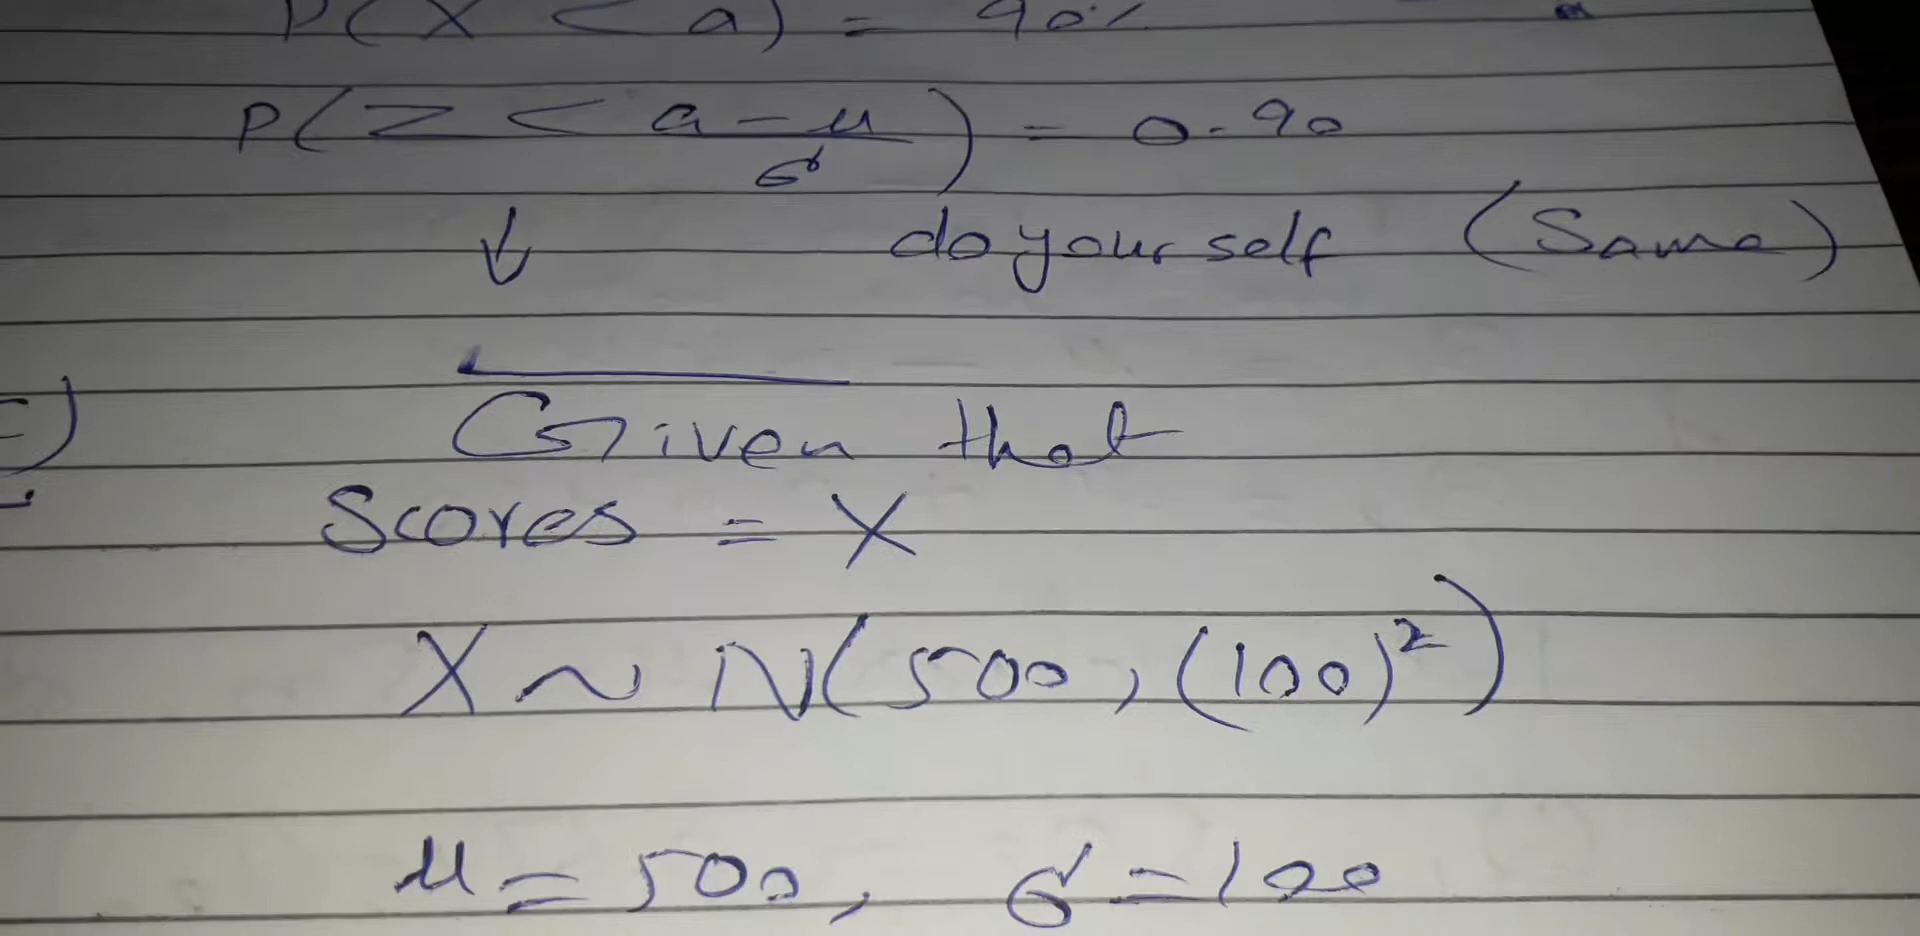 P(X < a) = 90%
P(Z < a - μ / σ) = 0.90
↓ do yourself (Same)
c) Given that
Scores = X
X ~ N(500, (100)²)
μ = 500, σ = 100